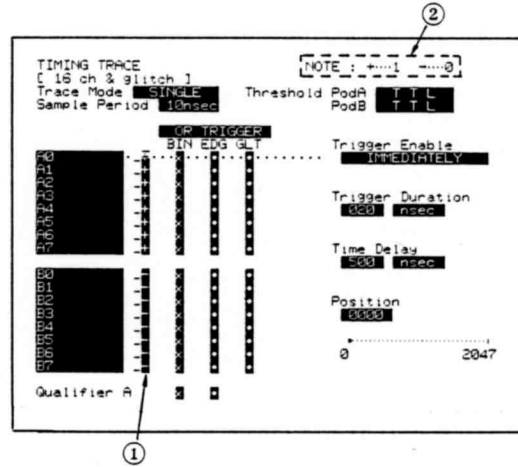 ②
TIMING TRACE
NOTE : +····1 -····0
[ 16 ch & glitch ]
Trace Mode SINGLE
Threshold PodA T T L
Sample Period 10nsec
PodB T T L
OR TRIGGER
BIN EDG GLT
Trigger Enable
IMMEDIATELY
A0
A1
A2
A3
A4
A5
A6
A7
Trigger Duration
020 nsec
Time Delay
500 nsec
B0
B1
B2
B3
B4
B5
B6
B7
Position
0000
0 2047
Qualifier A
①